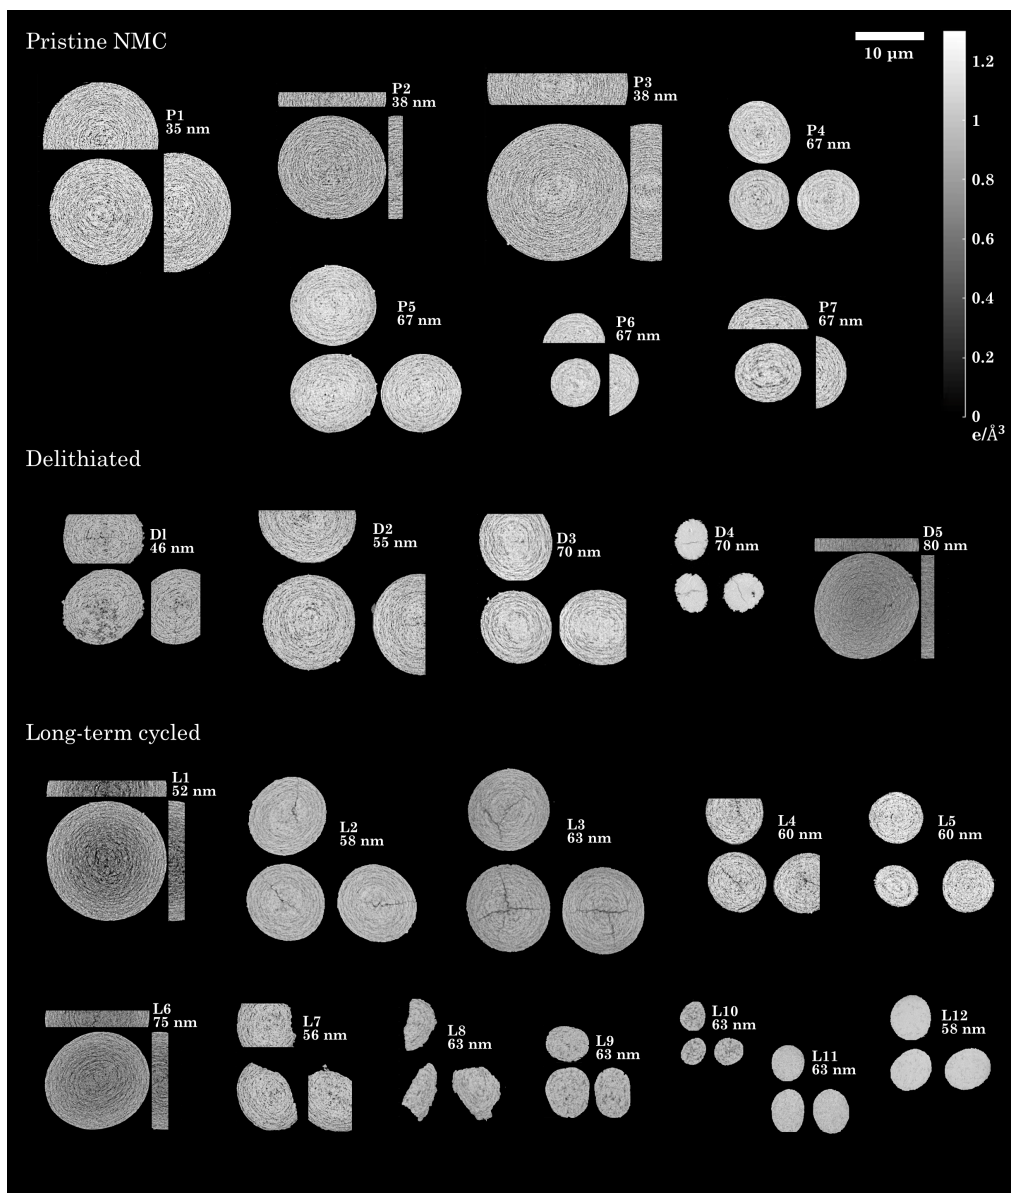 Pristine NMC
10 µm
1.2
1
0.8
0.6
0.4
0.2
0
e/Å³
P1
35 nm
P2
38 nm
P3
38 nm
P4
67 nm
P5
67 nm
P6
67 nm
P7
67 nm
Delithiated
D1
46 nm
D2
55 nm
D3
70 nm
D4
70 nm
D5
80 nm
Long-term cycled
L1
52 nm
L2
58 nm
L3
63 nm
L4
60 nm
L5
60 nm
L6
75 nm
L7
56 nm
L8
63 nm
L9
63 nm
L10
63 nm
L11
63 nm
L12
58 nm